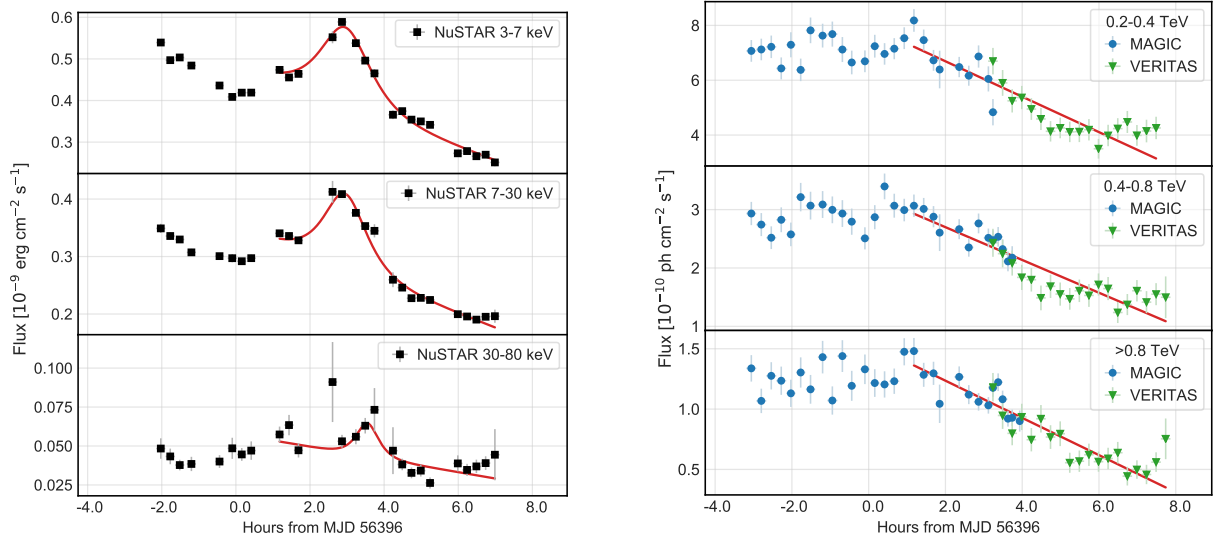 NuSTAR 3-7 keV
0.6
0.5
0.4
0.3
NuSTAR 7-30 keV
0.4
0.3
0.2
NuSTAR 30-80 keV
0.100
0.075
0.050
0.025
Flux [10⁻⁹ erg cm⁻² s⁻¹]
-4.0 -2.0 0.0 2.0 4.0 6.0 8.0
Hours from MJD 56396
0.2-0.4 TeV
MAGIC
VERITAS
8
6
4
0.4-0.8 TeV
MAGIC
VERITAS
3
2
1
>0.8 TeV
MAGIC
VERITAS
1.5
1.0
0.5
Flux [10⁻¹⁰ ph cm⁻² s⁻¹]
-4.0 -2.0 0.0 2.0 4.0 6.0 8.0
Hours from MJD 56396